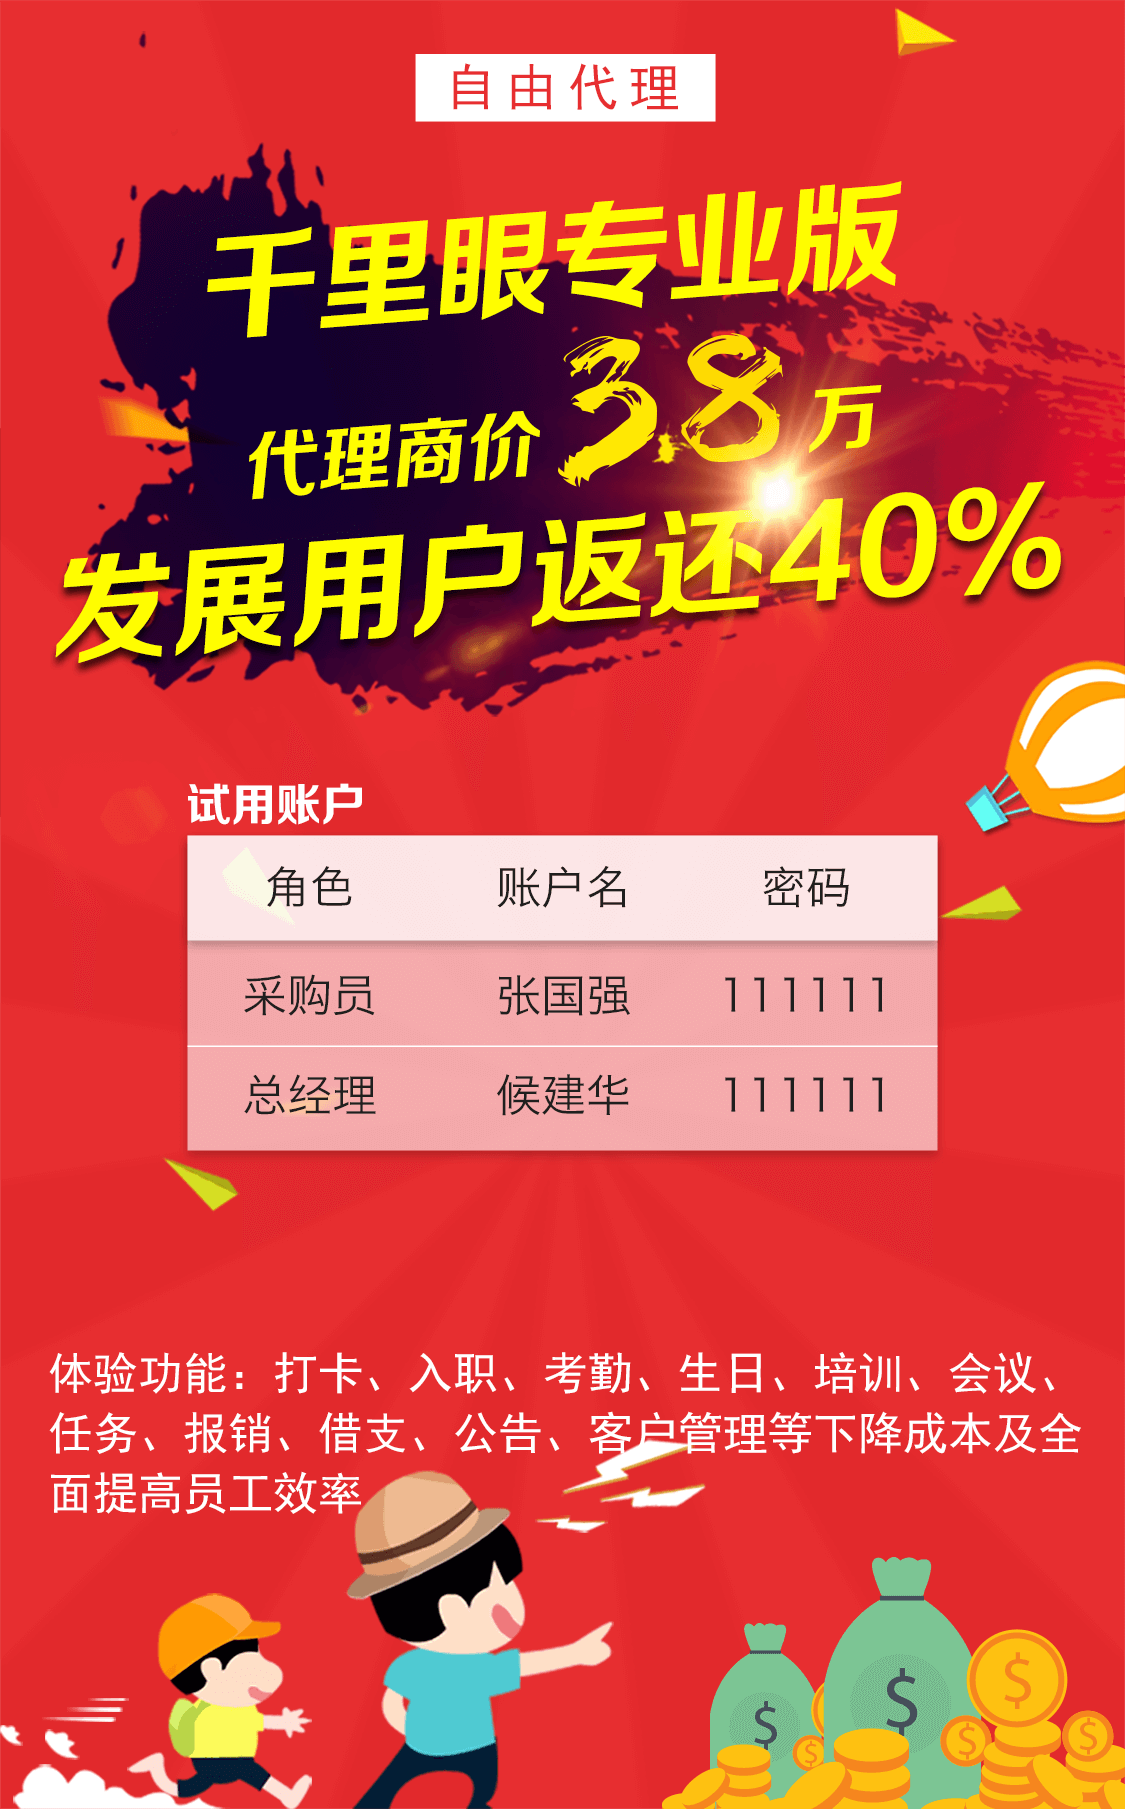 自由代理
千里眼专业版
代理商价3.8万
发展用户返还40%
试用账户
角色 账户名 密码
采购员 张国强 111111
总经理 候建华 111111
体验功能：打卡、入职、考勤、生日、培训、会议、
任务、报销、借支、公告、客户管理等下降成本及全
面提高员工效率
$
$
$
$
$
$